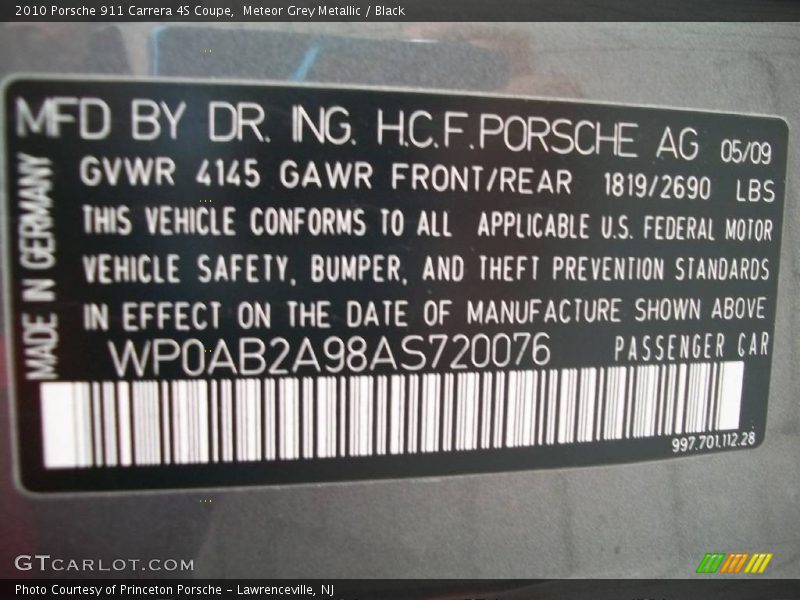 2010 Porsche 911 Carrera 4S Coupe,  Meteor Grey Metallic / Black
MFD BY DR. ING. H.C.F. PORSCHE AG 05/09
GVWR 4145 GAWR FRONT/REAR 1819/2690 LBS
THIS VEHICLE CONFORMS TO ALL APPLICABLE U.S. FEDERAL MOTOR
VEHICLE SAFETY, BUMPER, AND THEFT PREVENTION STANDARDS
IN EFFECT ON THE DATE OF MANUFACTURE SHOWN ABOVE
WP0AB2A98AS720076 PASSENGER CAR
997.701.112.28
MADE IN GERMANY
GTCARLOT.COM
Photo Courtesy of Princeton Porsche - Lawrenceville, NJ